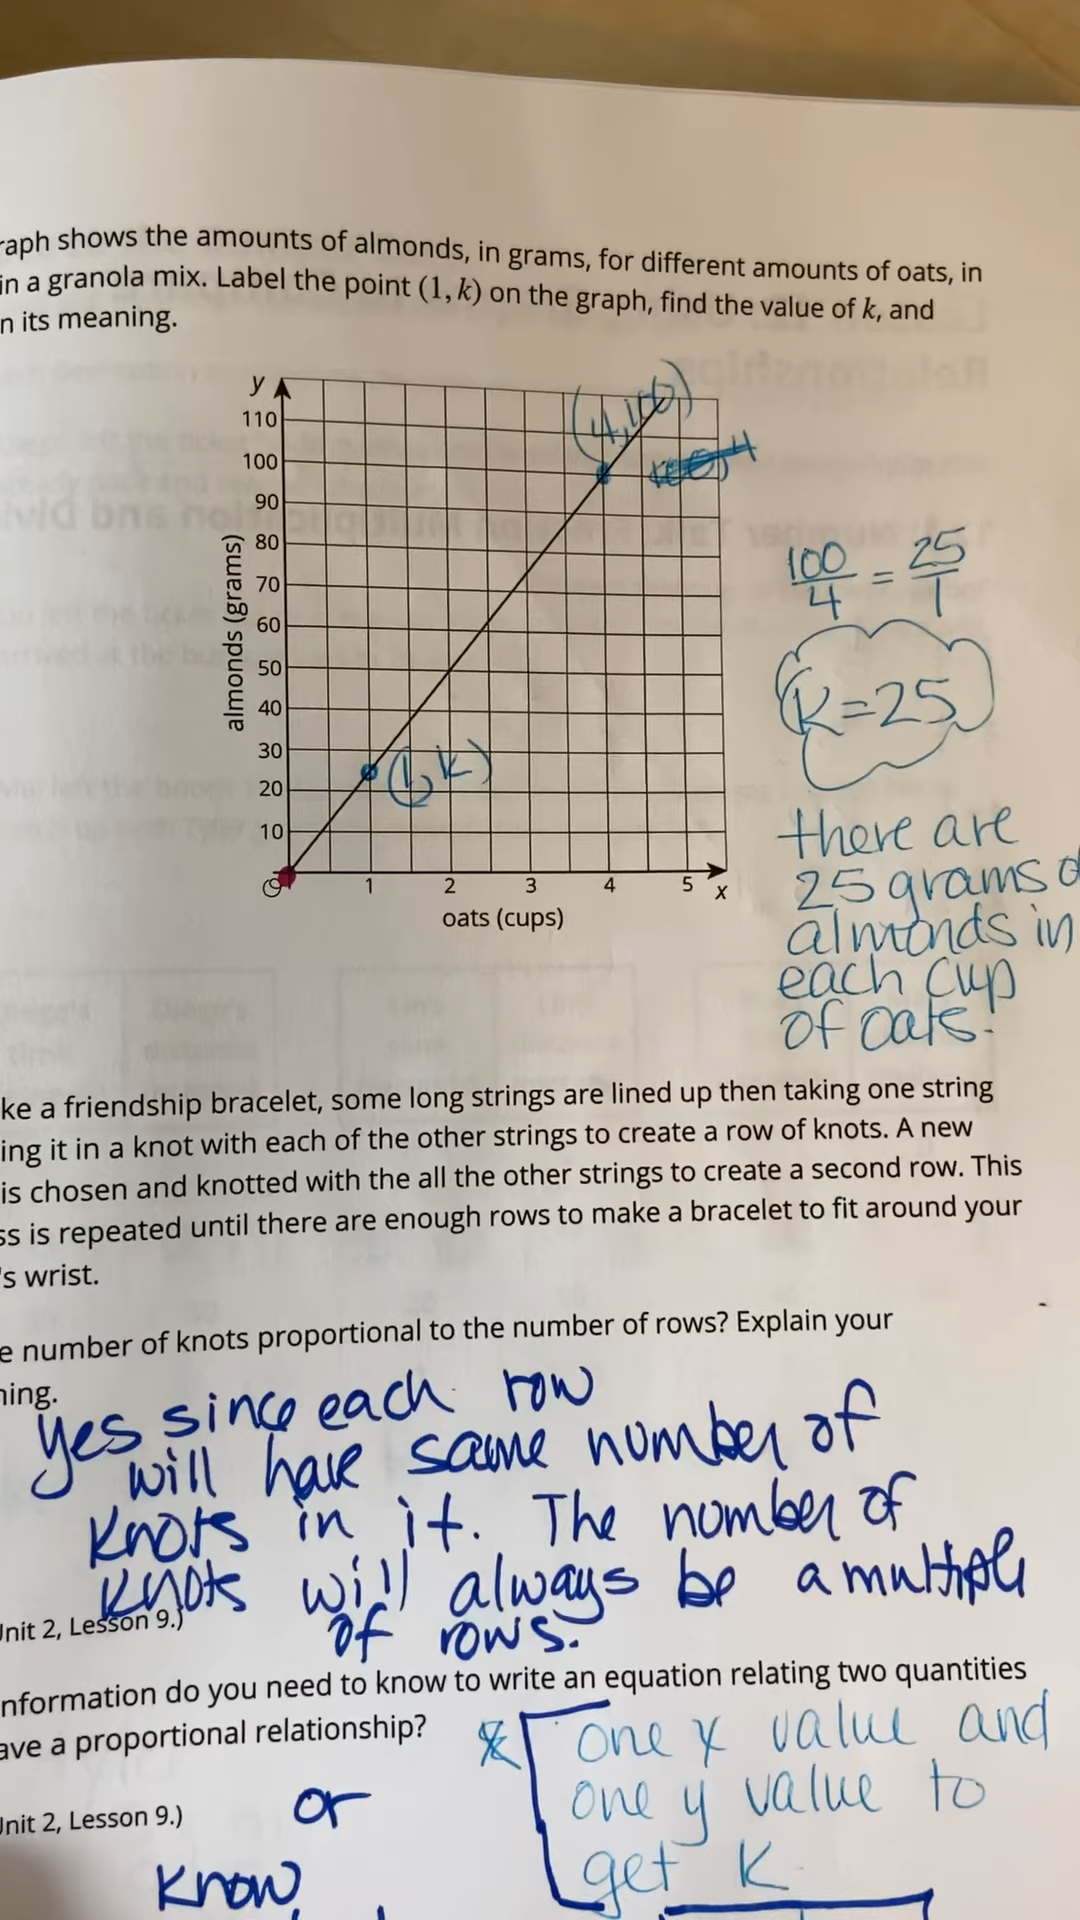 raph shows the amounts of almonds, in grams, for different amounts of oats, in
in a granola mix. Label the point (1, k) on the graph, find the value of k, and
n its meaning.
y
110
100
90
80
70
60
50
40
30
20
10
almonds (grams)
(4,100)
4
(1,k)
O
1
2
3
4
5
x
oats (cups)
100/4 = 25/1
K=25
there are
25 grams o
almonds in
each cup
of oats!
ke a friendship bracelet, some long strings are lined up then taking one string
ing it in a knot with each of the other strings to create a row of knots. A new
is chosen and knotted with the all the other strings to create a second row. This
ss is repeated until there are enough rows to make a bracelet to fit around your
's wrist.
e number of knots proportional to the number of rows? Explain your
ning.
yes since each row
will have same number of
knots in it. The number of
knots will always be a multiple
of rows.
Unit 2, Lesson 9.)
nformation do you need to know to write an equation relating two quantities
ave a proportional relationship?
one x value and
one y value to
get K
or
Unit 2, Lesson 9.)
know